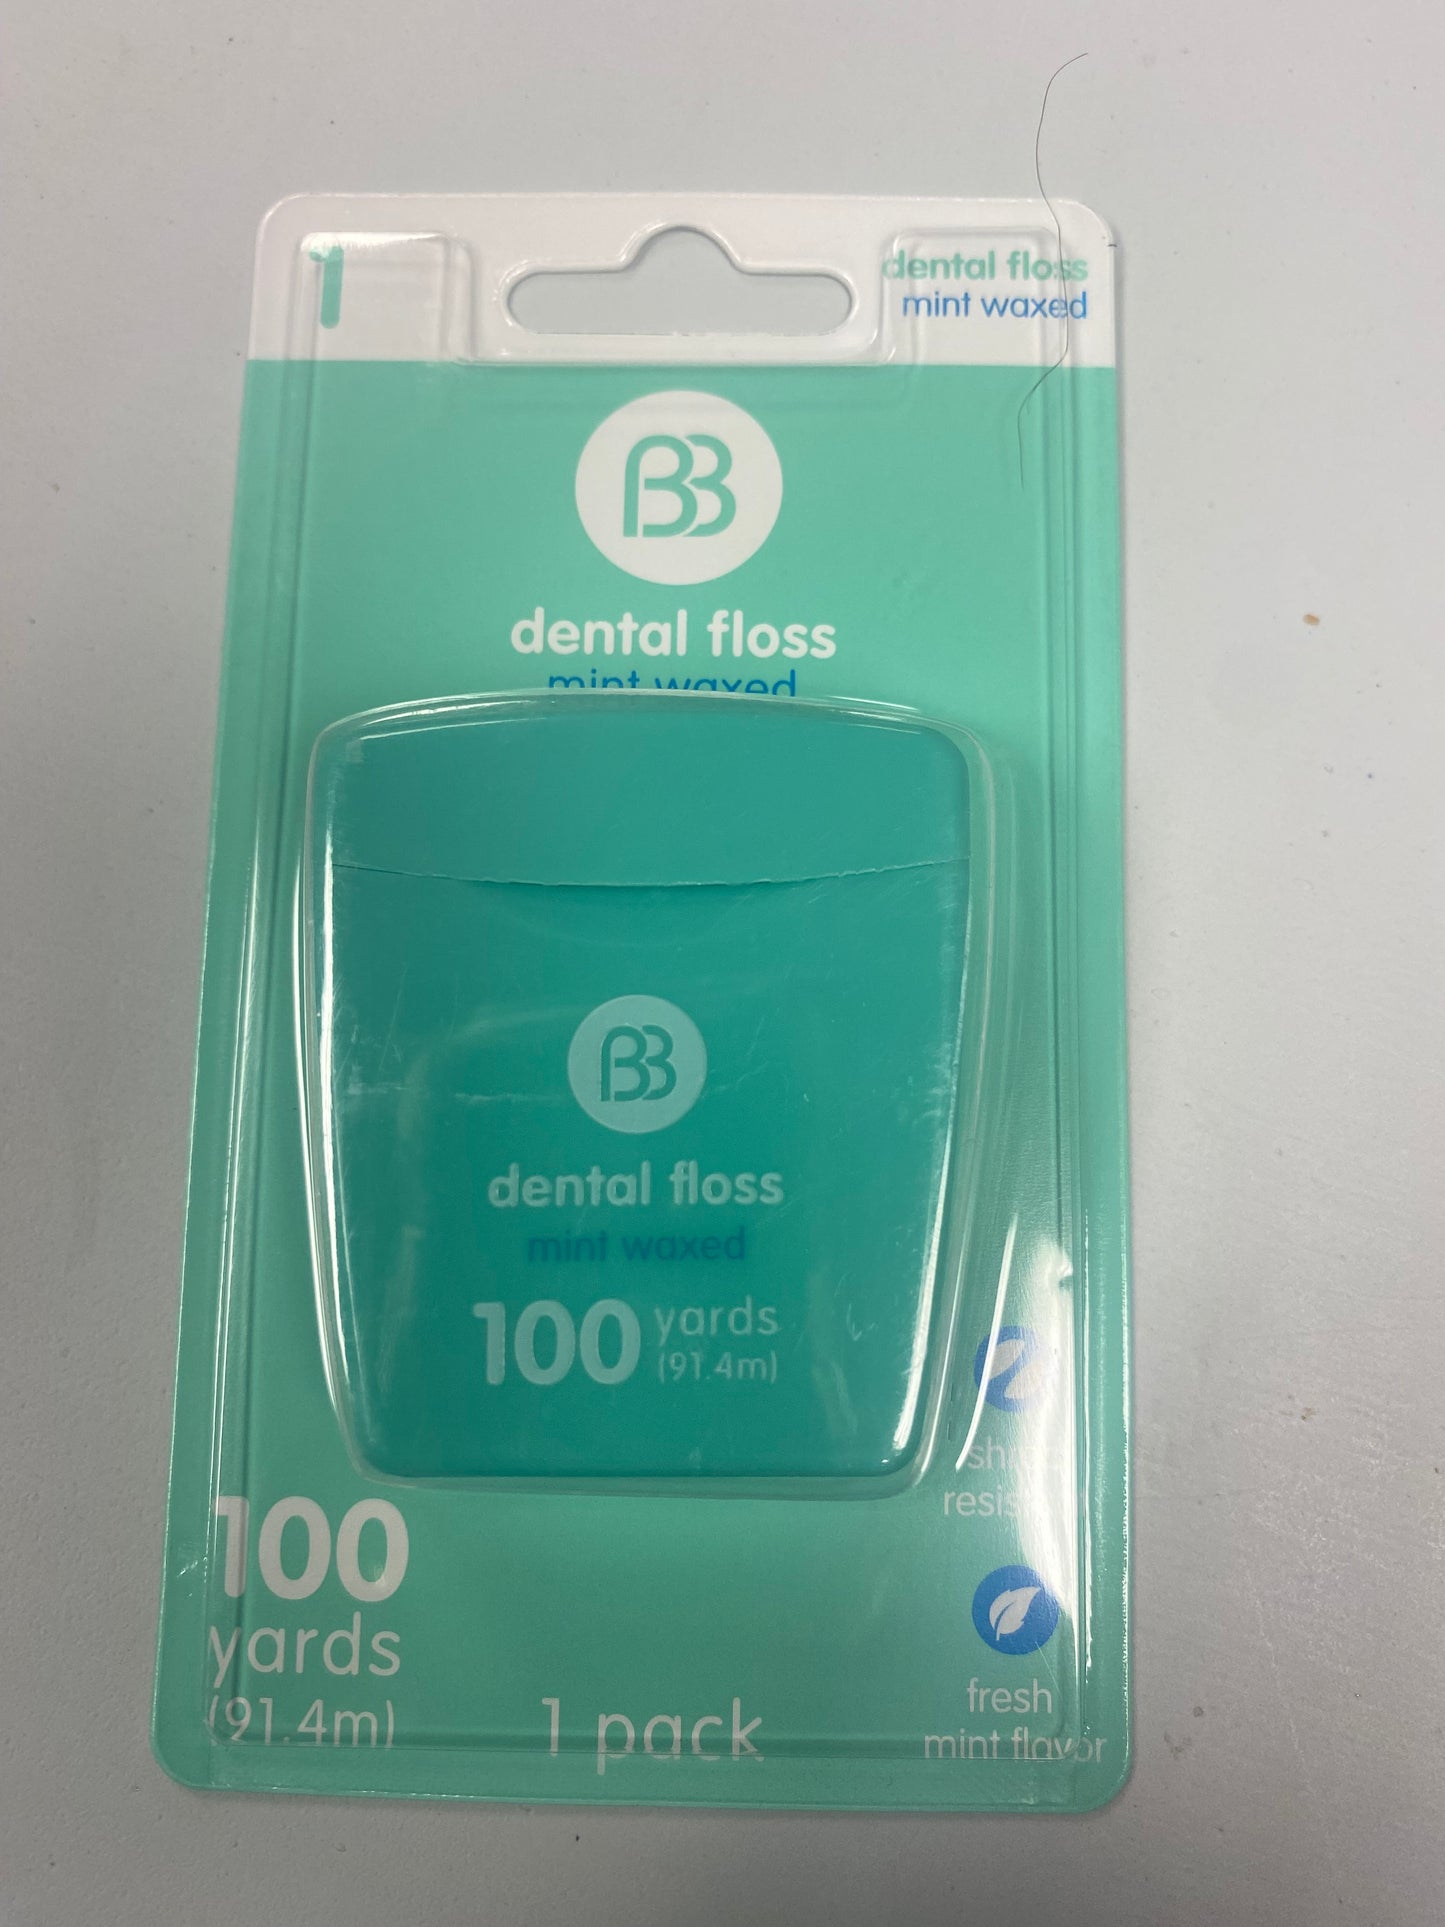 1
dental floss
mint waxed
BB
dental floss
mint waxed
BB
dental floss
mint waxed
100 yards
(91.4m)
100
yards
(91.4m)
1 pack
fresh
mint flavor